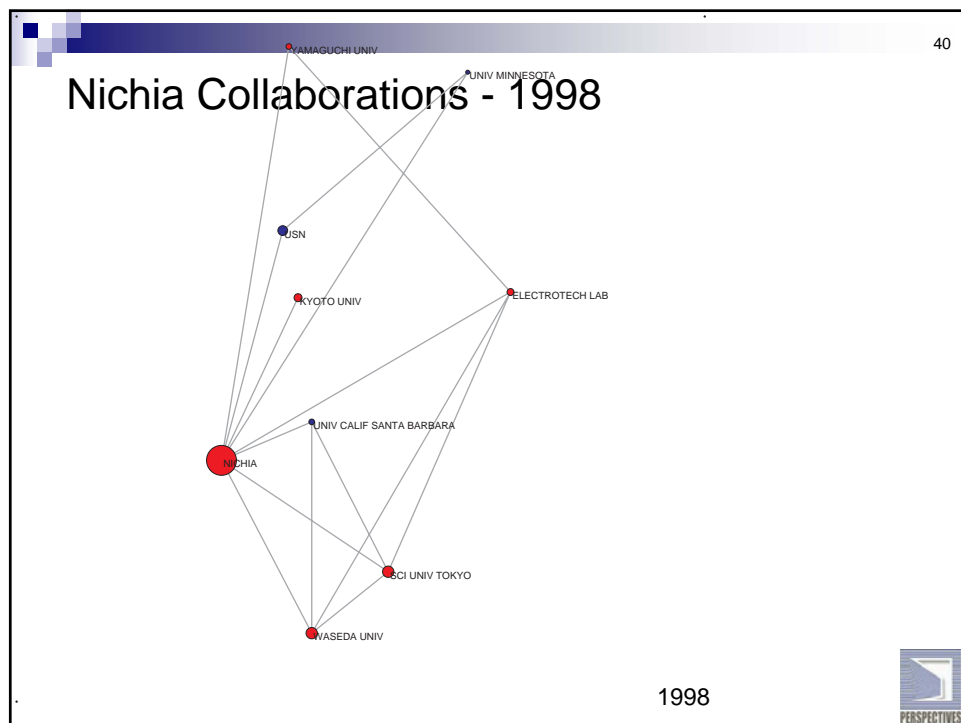 40
YAMAGUCHI UNIV
UNIV MINNESOTA
Nichia Collaborations - 1998
USN
KYOTO UNIV
ELECTROTECH LAB
UNIV CALIF SANTA BARBARA
NICHIA
SCI UNIV TOKYO
WASEDA UNIV
1998
PERSPECTIVES